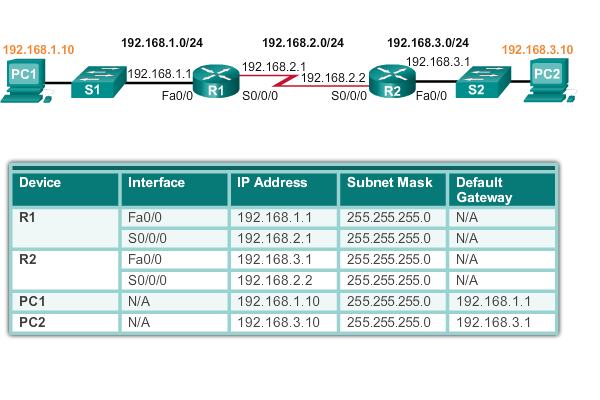 192.168.1.0/24 192.168.2.0/24 192.168.3.0/24
192.168.1.10 192.168.3.10
PC1 192.168.1.1 192.168.2.1 192.168.2.2 192.168.3.1 PC2
S1 Fa0/0 R1 S0/0/0 S0/0/0 R2 Fa0/0 S2
Device Interface IP Address Subnet Mask Default
Gateway
R1 Fa0/0 192.168.1.1 255.255.255.0 N/A
S0/0/0 192.168.2.1 255.255.255.0 N/A
R2 Fa0/0 192.168.3.1 255.255.255.0 N/A
S0/0/0 192.168.2.2 255.255.255.0 N/A
PC1 N/A 192.168.1.10 255.255.255.0 192.168.1.1
PC2 N/A 192.168.3.10 255.255.255.0 192.168.3.1